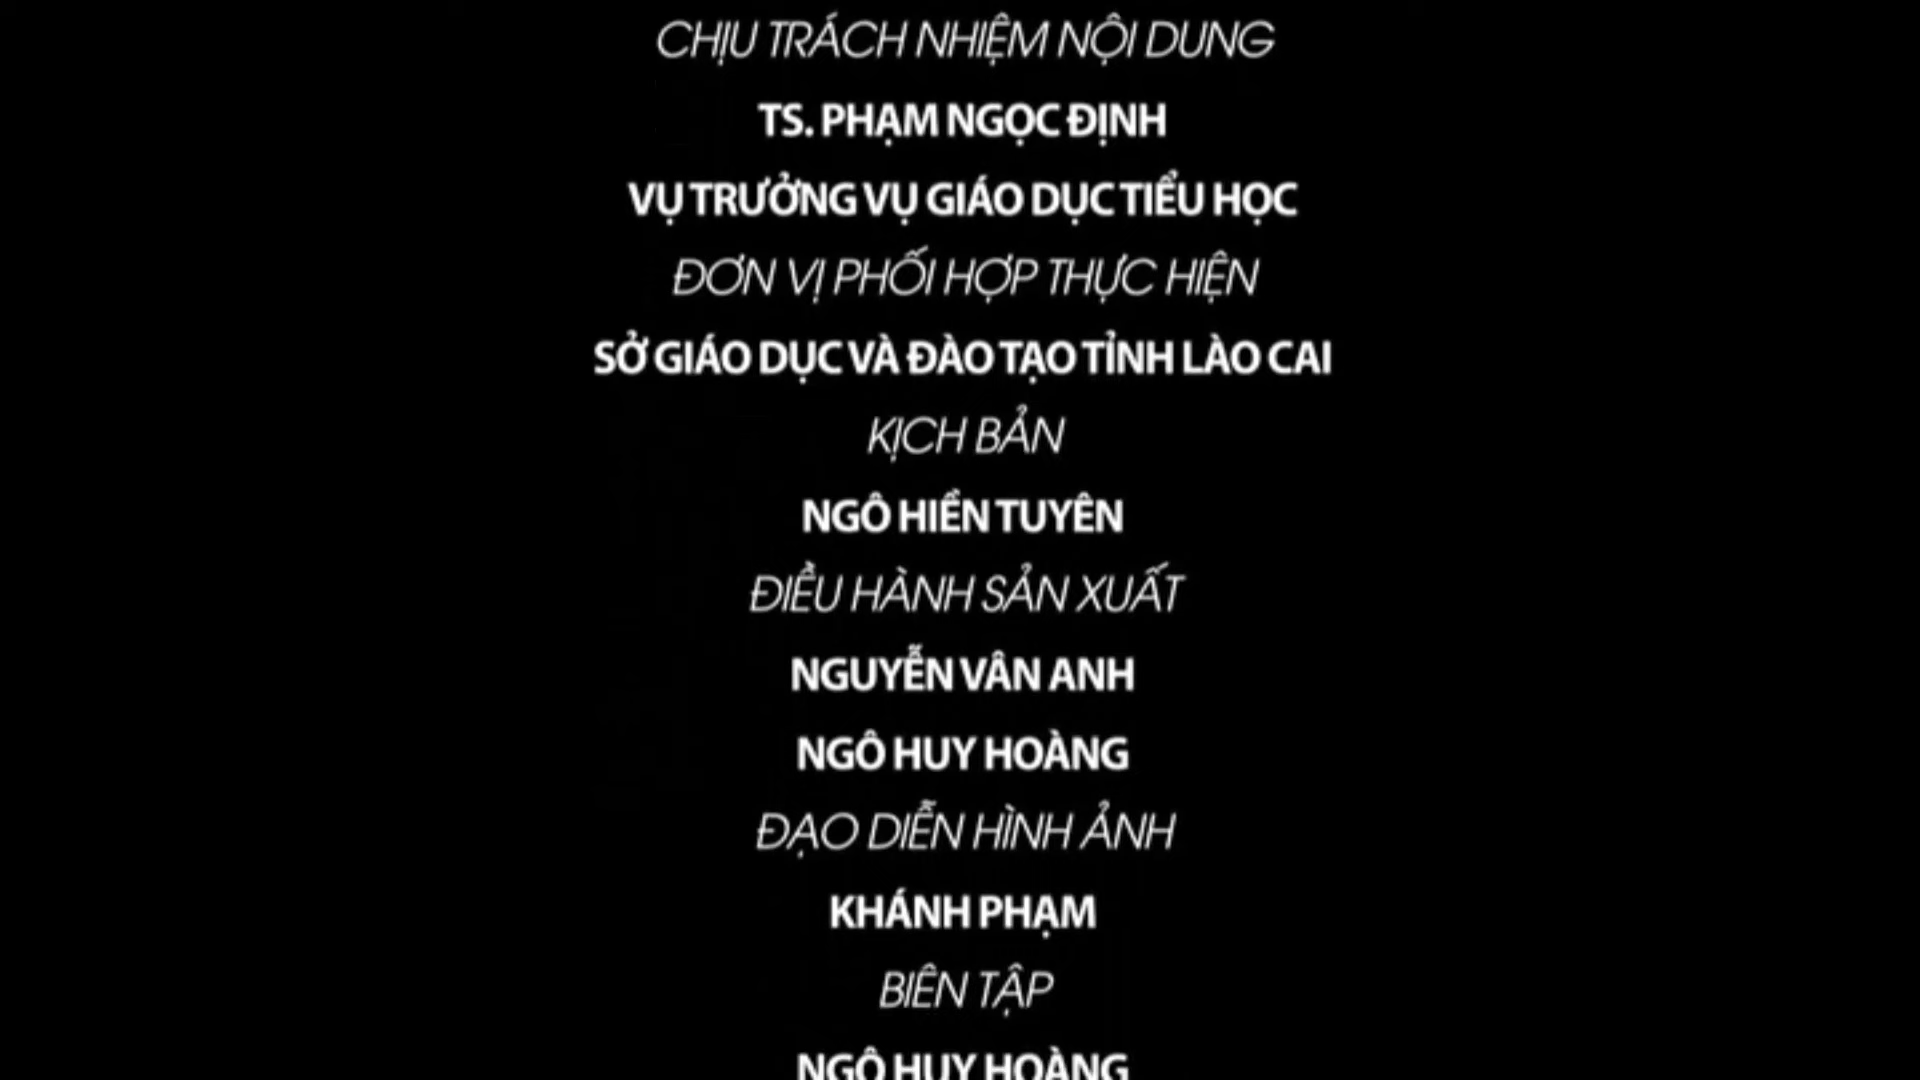 CHỊU TRÁCH NHIỆM NỘI DUNG
TS. PHẠM NGỌC ĐỊNH
VỤ TRƯỞNG VỤ GIÁO DỤC TIỂU HỌC
ĐƠN VỊ PHỐI HỢP THỰC HIỆN
SỞ GIÁO DỤC VÀ ĐÀO TẠO TỈNH LÀO CAI
KỊCH BẢN
NGÔ HIỀN TUYÊN
ĐIỀU HÀNH SẢN XUẤT
NGUYỄN VÂN ANH
NGÔ HUY HOÀNG
ĐẠO DIỄN HÌNH ẢNH
KHÁNH PHẠM
BIÊN TẬP
NGÔ HUY HOÀNG